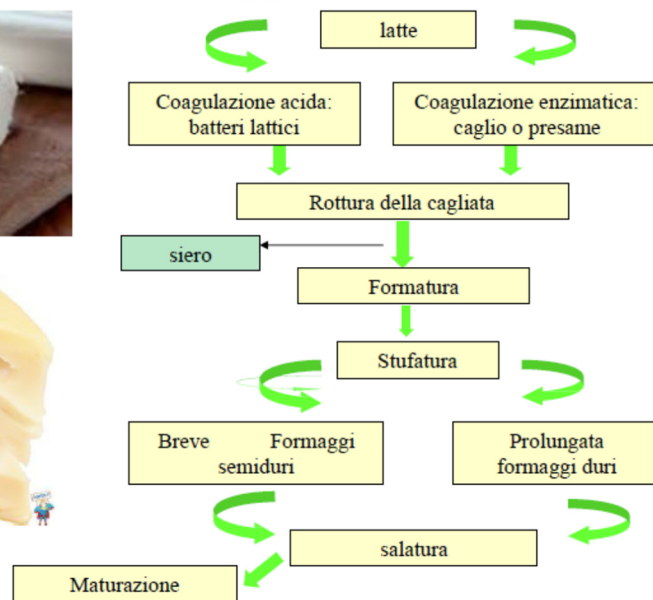 latte
Coagulazione acida:
batteri lattici
Coagulazione enzimatica:
caglio o presame
Rottura della cagliata
siero
Formatura
Stufatura
Breve Formaggi
semiduri
Prolungata
formaggi duri
salatura
Maturazione